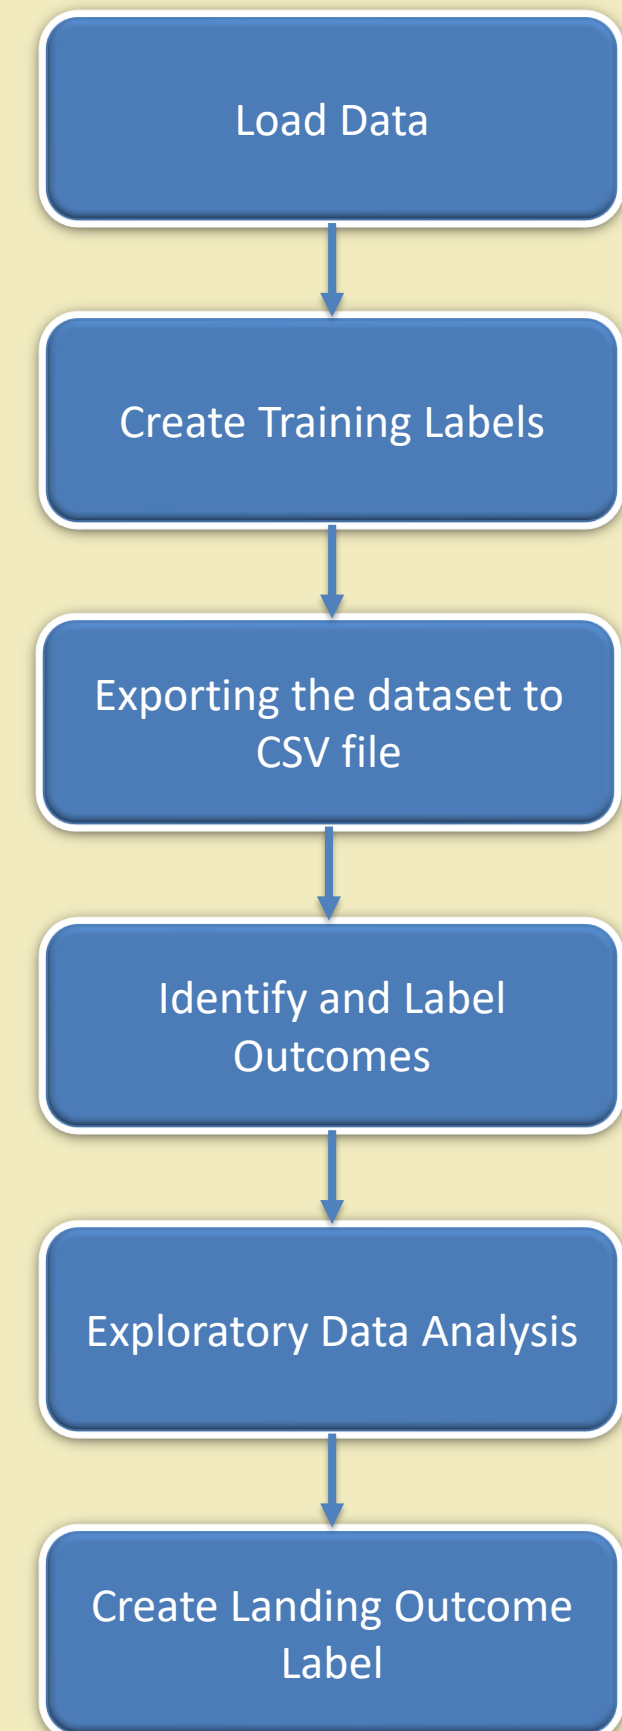 Load Data
Create Training Labels
Exporting the dataset to
CSV file
Identify and Label
Outcomes
Exploratory Data Analysis
Create Landing Outcome
Label